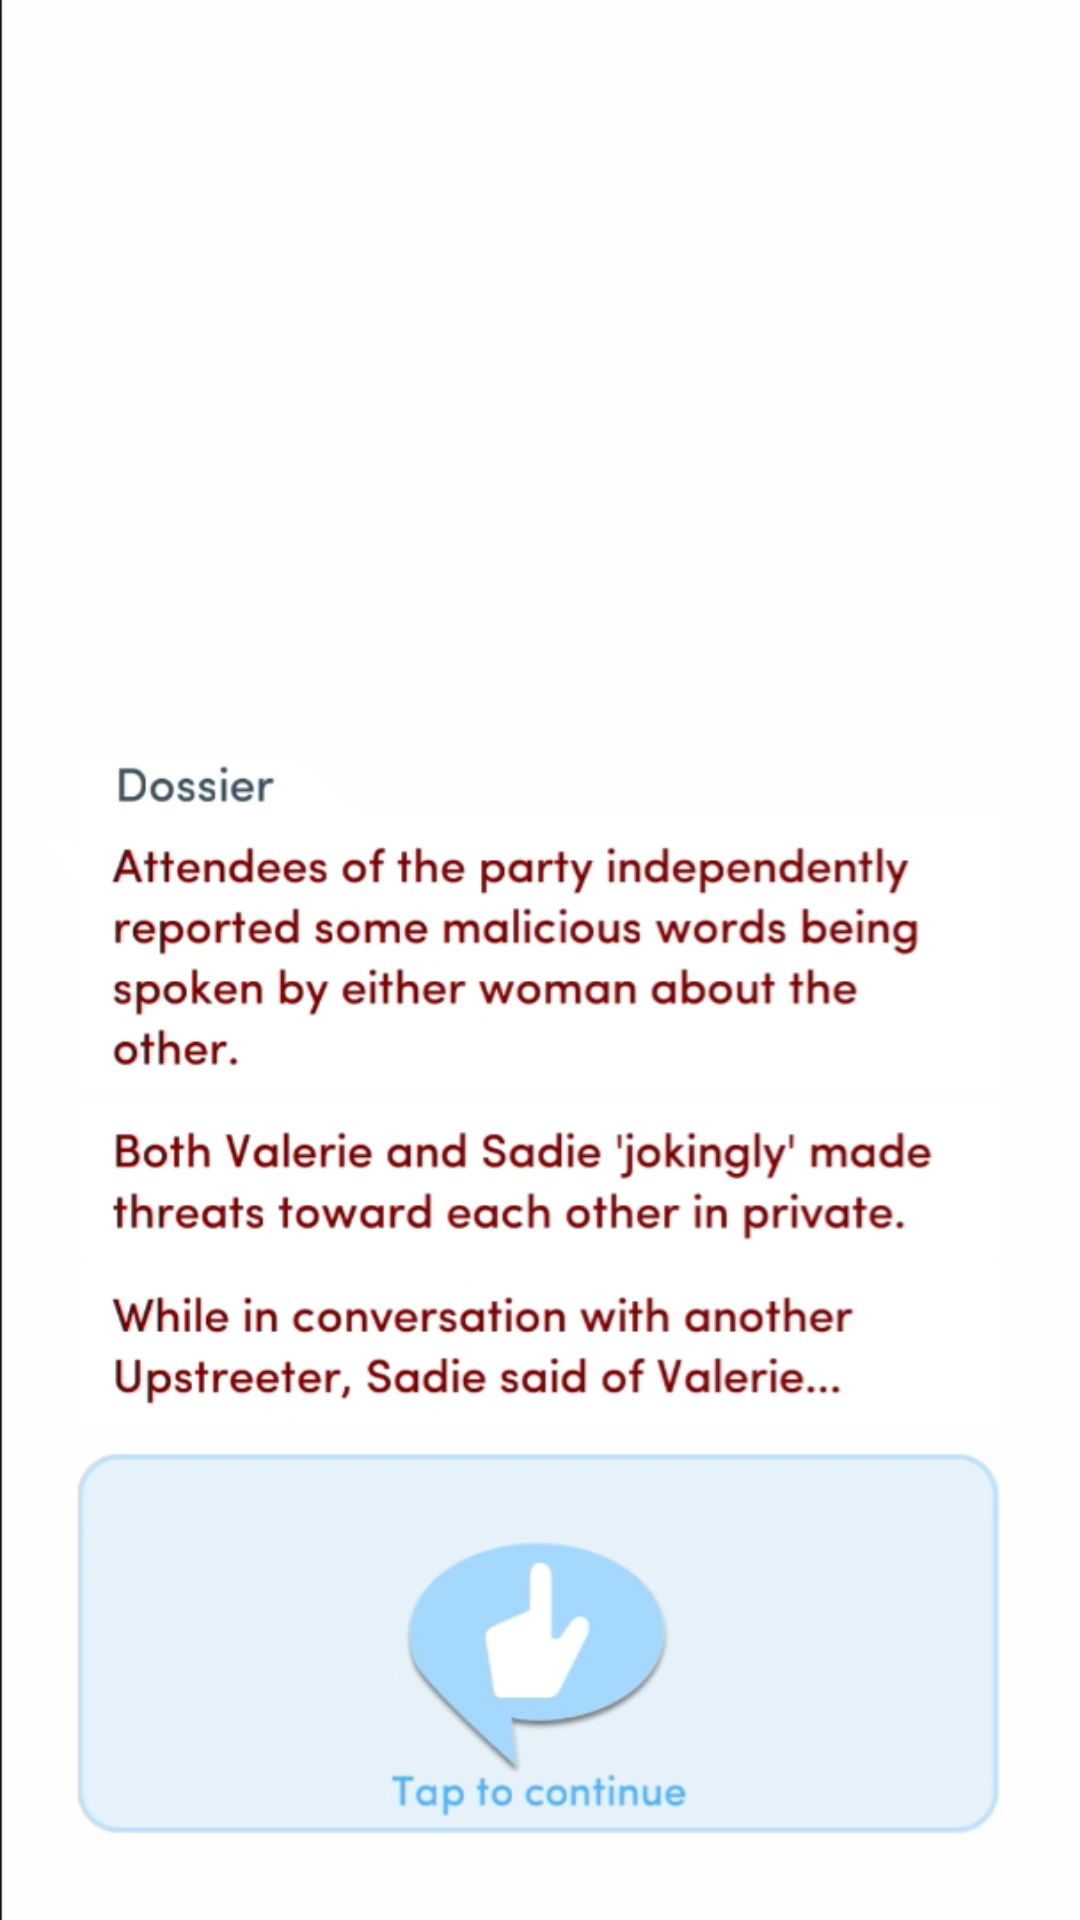 Dossier
Attendees of the party independently
reported some malicious words being
spoken by either woman about the
other.
Both Valerie and Sadie 'jokingly' made
threats toward each other in private.
While in conversation with another
Upstreeter, Sadie said of Valerie...
Tap to continue